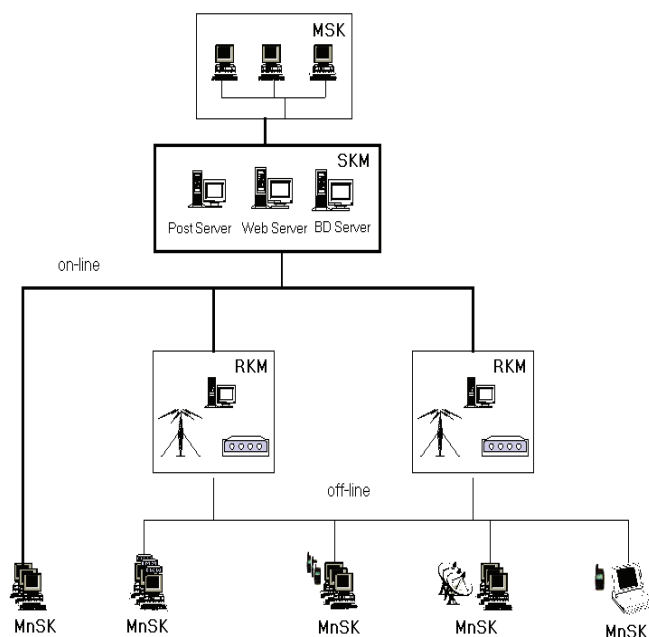 MSK
SKM
Post Server Web Server BD Server
on-line
RKM RKM
off-line
MnSK MnSK MnSK MnSK MnSK